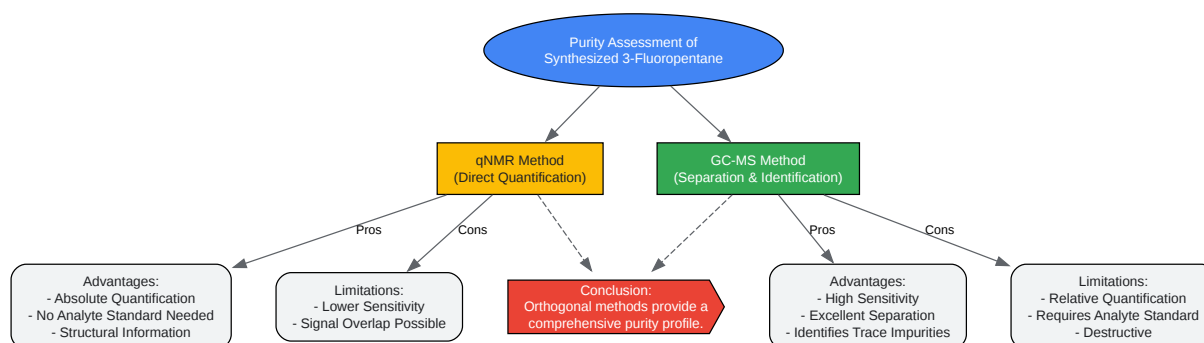 Purity Assessment of
Synthesized 3-Fluoropentane
qNMR Method
(Direct Quantification)
GC-MS Method
(Separation & Identification)
Pros
Cons
Pros
Cons
Advantages:
- Absolute Quantification
- No Analyte Standard Needed
- Structural Information
Limitations:
- Lower Sensitivity
- Signal Overlap Possible
Conclusion:
Orthogonal methods provide a
comprehensive purity profile.
Advantages:
- High Sensitivity
- Excellent Separation
- Identifies Trace Impurities
Limitations:
- Relative Quantification
- Requires Analyte Standard
- Destructive